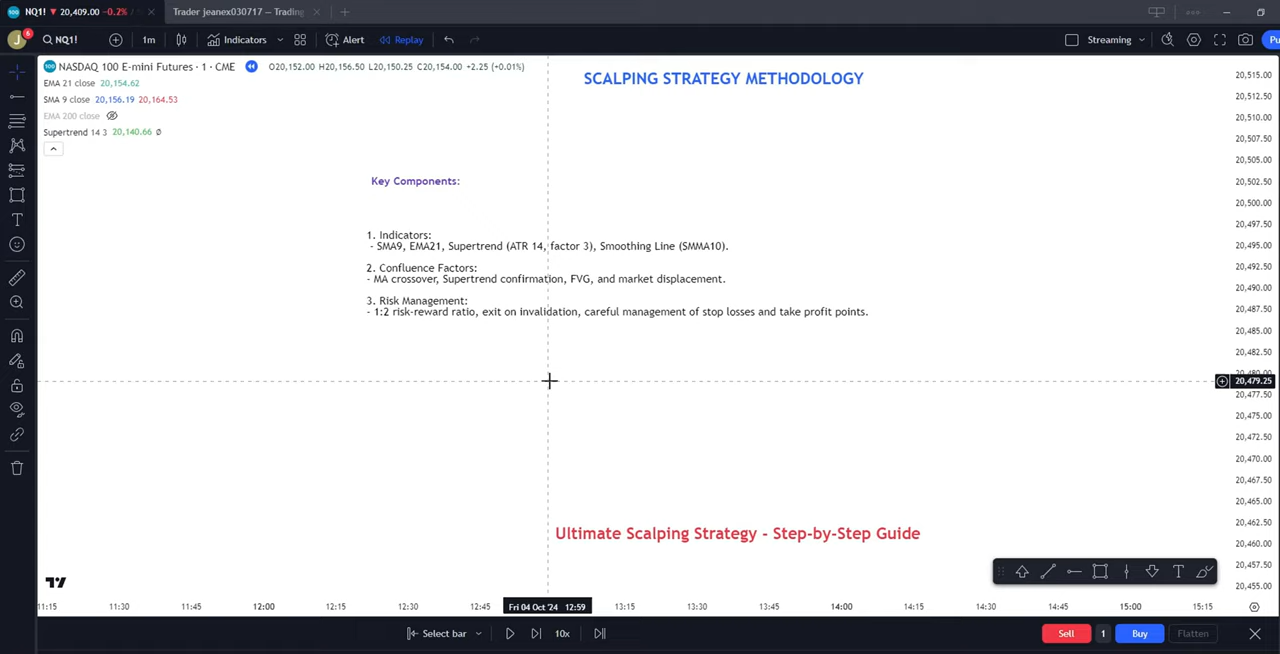 NQ1! ▼ 20,409.00 −0.2% /
Trader jeanex030717 — Trading
J 6 NQ1! 1m Indicators Alert Replay Streaming Pu
NASDAQ 100 E-mini Futures · 1 · CME O20,152.00 H20,156.50 L20,150.25 C20,154.00 +2.25 (+0.01%)
EMA 21 close 20,154.62
SMA 9 close 20,156.19 20,164.53
EMA 200 close
Supertrend 14 3 20,140.66 Ø
SCALPING STRATEGY METHODOLOGY
Key Components:
1. Indicators:
- SMA9, EMA21, Supertrend (ATR 14, factor 3), Smoothing Line (SMMA10).
2. Confluence Factors:
- MA crossover, Supertrend confirmation, FVG, and market displacement.
3. Risk Management:
- 1:2 risk-reward ratio, exit on invalidation, careful management of stop losses and take profit points.
Ultimate Scalping Strategy - Step-by-Step Guide
20,515.00
20,512.50
20,510.00
20,507.50
20,505.00
20,502.50
20,500.00
20,497.50
20,495.00
20,492.50
20,490.00
20,487.50
20,485.00
20,482.50
20,480.00
20,479.25
20,477.50
20,475.00
20,472.50
20,470.00
20,467.50
20,465.00
20,462.50
20,460.00
20,457.50
20,455.00
11:15 11:30 11:45 12:00 12:15 12:30 12:45 Fri 04 Oct '24 12:59 13:15 13:30 13:45 14:00 14:15 14:30 14:45 15:00 15:15
Select bar 10x Sell 1 Buy Flatten